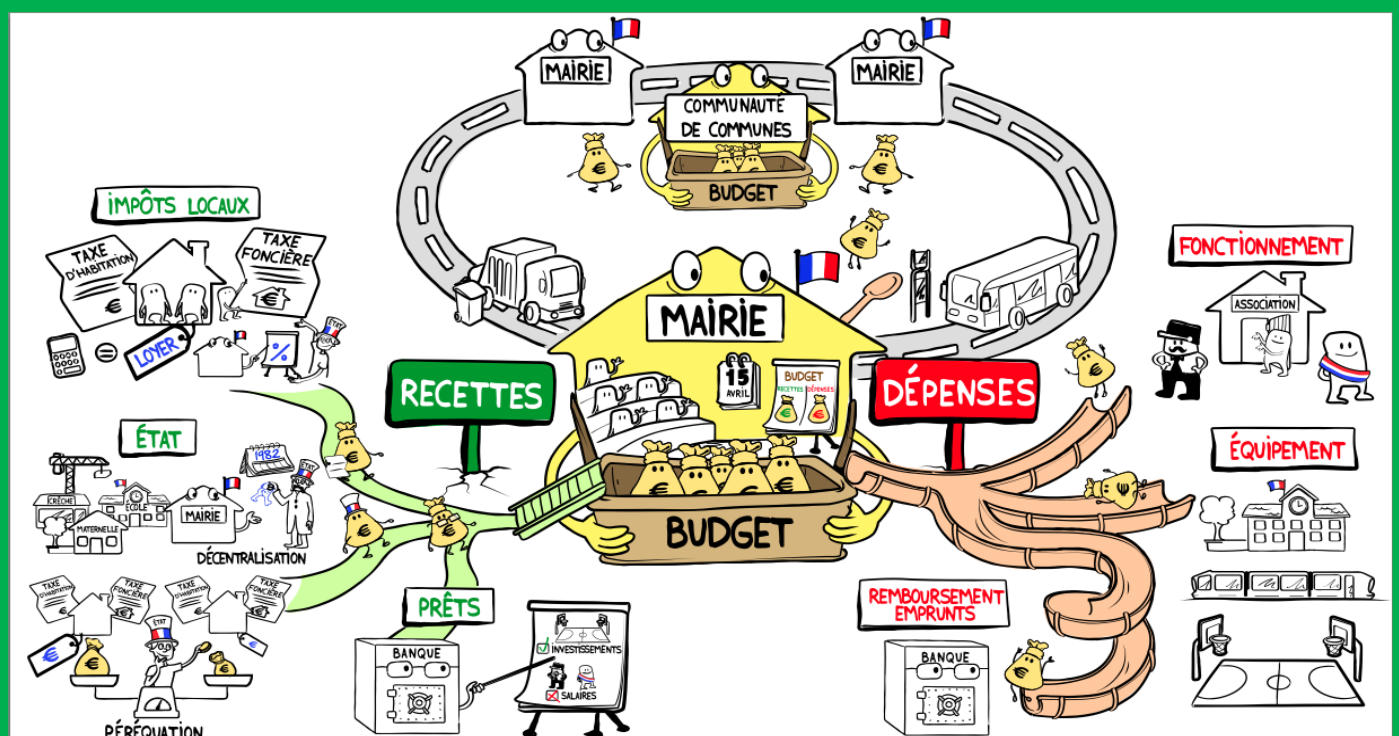 MAIRIE
MAIRIE
COMMUNAUTÉ
DE COMMUNES
€
€
BUDGET
IMPÔTS LOCAUX
TAXE
D'HABITATION
€
TAXE
FONCIÈRE
€
=
LOYER
%
ÉTAT
€
MAIRIE
15
AVRIL
BUDGET
RECETTES
DÉPENSES
€
€
FONCTIONNEMENT
ASSOCIATION
RECETTES
DÉPENSES
€
€
€
€
€
€
€
€
€
€
BUDGET
ÉTAT
1982
ÉTAT
CRÈCHE
ÉCOLE
MATERNELLE
MAIRIE
DÉCENTRALISATION
ÉQUIPEMENT
TAXE
D'HABITATION
TAXE
FONCIÈRE
TAXE
D'HABITATION
TAXE
FONCIÈRE
ÉTAT
€
€
€
€
PÉRÉQUATION
PRÊTS
BANQUE
INVESTISSEMENTS
SALAIRES
REMBOURSEMENT
EMPRUNTS
BANQUE
€